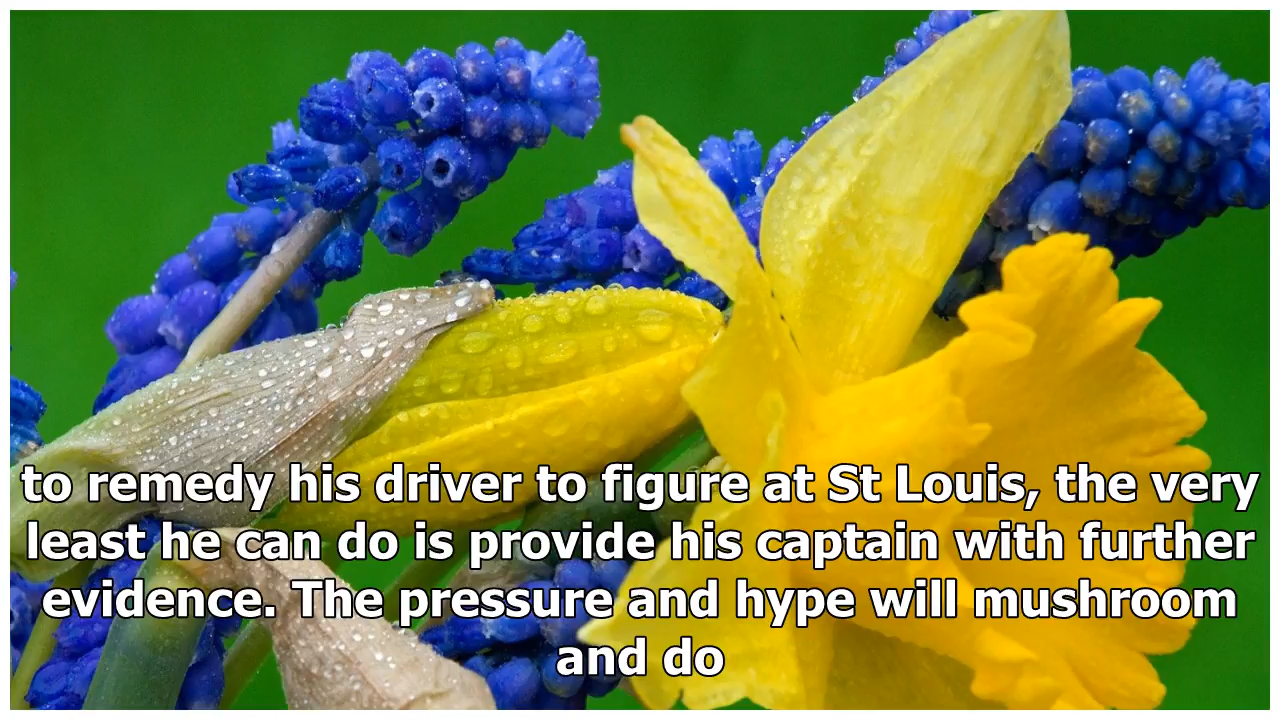 to remedy his driver to figure at St Louis, the very
least he can do is provide his captain with further
evidence. The pressure and hype will mushroom
and do